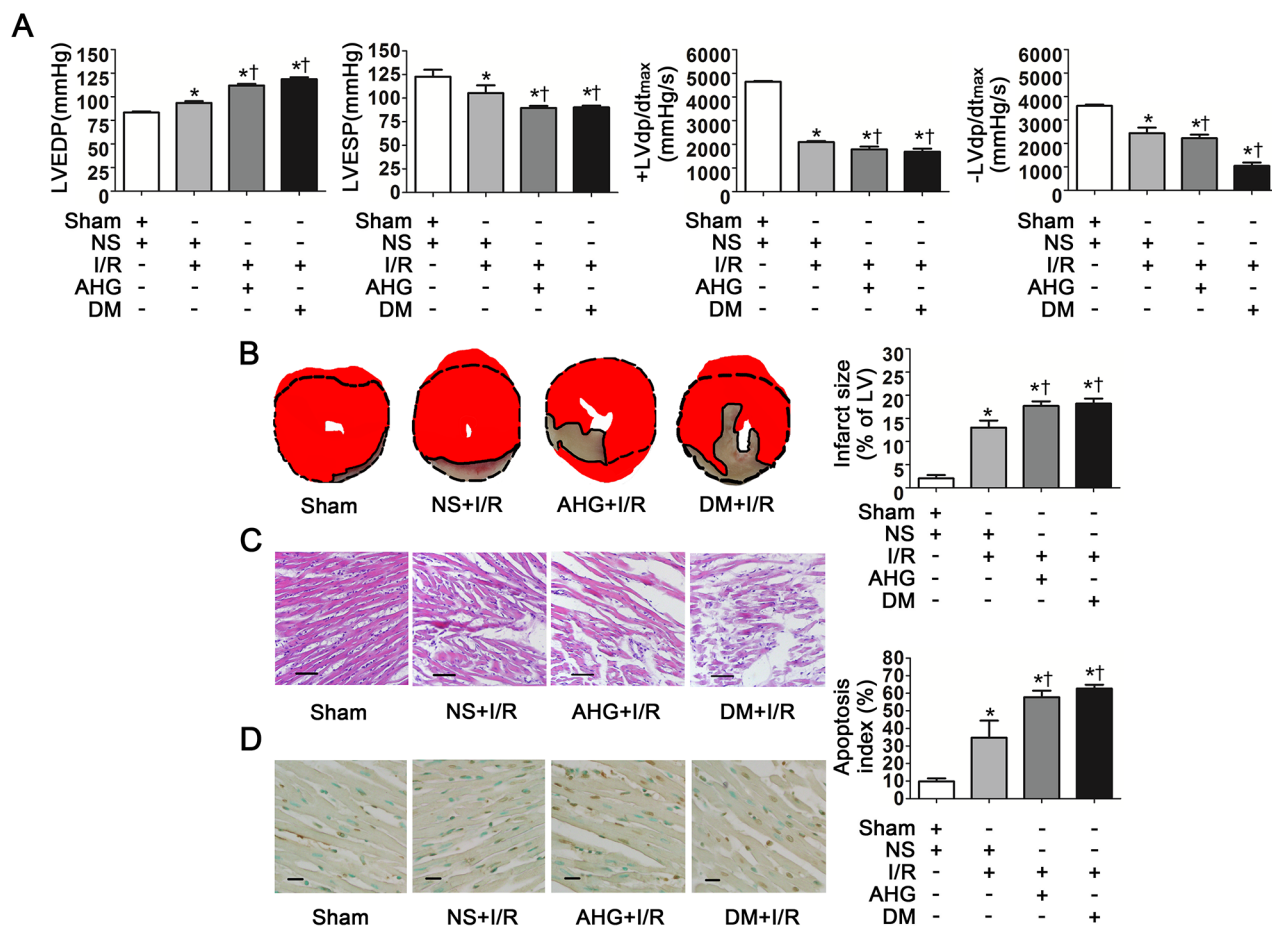 A
LVEDP(mmHg)
150
125
100
75
50
25
0
*
*†
*†
Sham + - - -
NS + + - -
I/R - + + +
AHG - - + -
DM - - - +
LVESP(mmHg)
150
125
100
75
50
25
0
*
*†
*†
+ - - -
+ + - -
I/R - + + +
AHG - - + -
DM - - - +
+LVdp/dtmax
(mmHg/s)
6000
5000
4000
3000
2000
1000
0
*
*†
*†
Sham + - - -
NS + + - -
I/R - + + +
AHG - - + -
DM - - - +
-LVdp/dtmax
(mmHg/s)
6000
5000
4000
3000
2000
1000
0
*
*†
*†
Sham + - - -
NS + + - -
I/R - + + +
AHG - - + -
DM - - - +
B
Sham NS+I/R AHG+I/R DM+I/R
Infarct size
(% of LV)
30
25
20
15
10
5
0
*
*†
*†
Sham + - - -
NS + + - -
I/R - + + +
AHG - - + -
DM - - - +
C
Sham NS+I/R AHG+I/R DM+I/R
D
Sham NS+I/R AHG+I/R DM+I/R
Apoptosis
index (%)
80
70
60
50
40
30
20
10
0
*
*†
*†
Sham + - - -
NS + + - -
I/R - + + +
AHG - - + -
DM - - - +